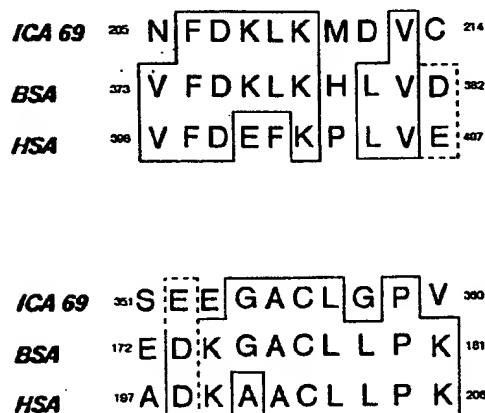 ICA 69 205 N F D K L K M D V C 214
BSA 373 V F D K L K H L V D 382
HSA 398 V F D E F K P L V E 407
ICA 69 351 S E E G A C L G P V 360
BSA 172 E D K G A C L L P K 181
HSA 197 A D K A A C L L P K 206